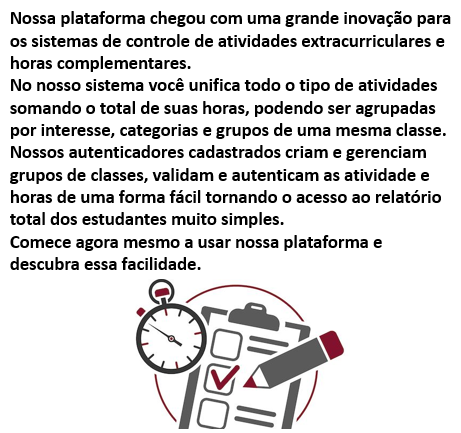 Nossa plataforma chegou com uma grande inovação para
os sistemas de controle de atividades extracurriculares e
horas complementares.
No nosso sistema você unifica todo o tipo de atividades
somando o total de suas horas, podendo ser agrupadas
por interesse, categorias e grupos de uma mesma classe.
Nossos autenticadores cadastrados criam e gerenciam
grupos de classes, validam e autenticam as atividade e
horas de uma forma fácil tornando o acesso ao relatório
total dos estudantes muito simples.
Comece agora mesmo a usar nossa plataforma e
descubra essa facilidade.